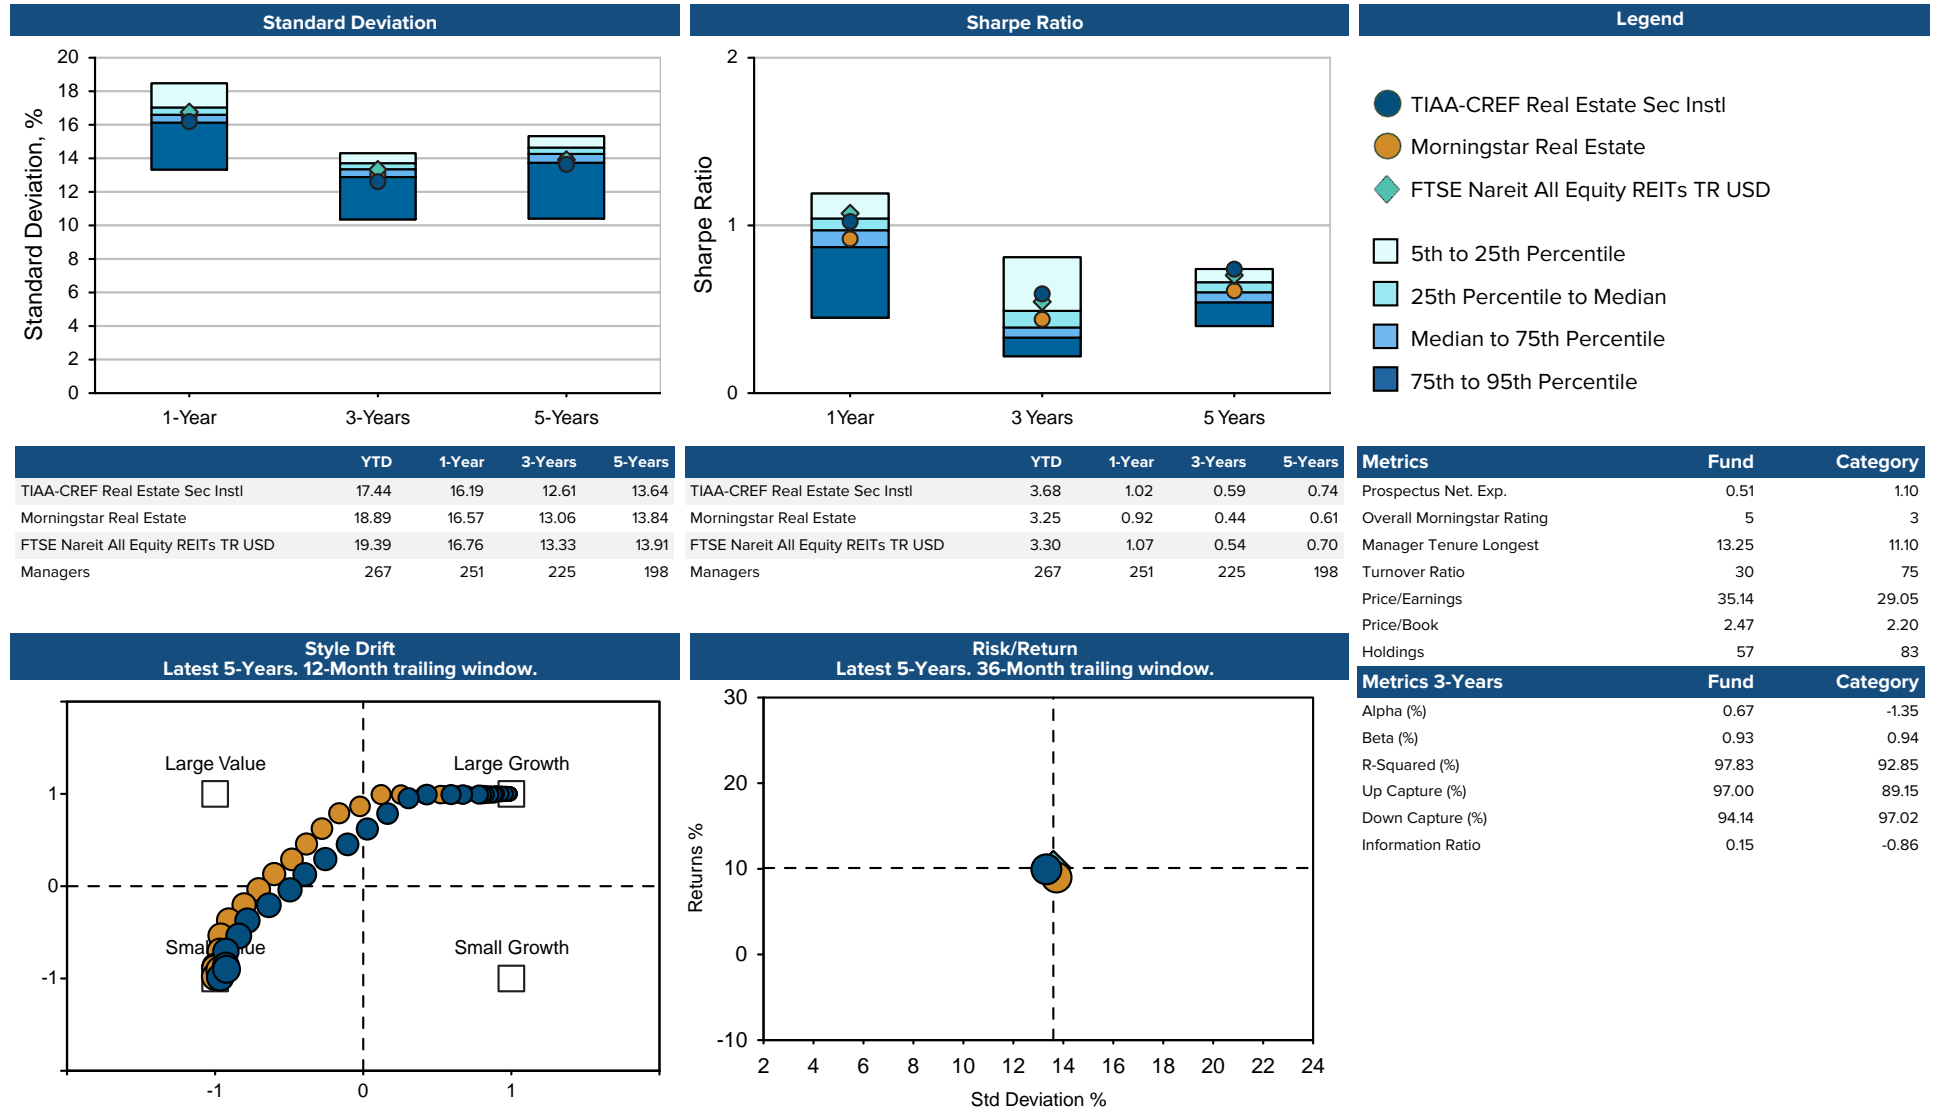 Standard Deviation
Sharpe Ratio
Legend
20
18
16
14
12
10
8
6
4
2
0
Standard Deviation, %
1-Year
3-Years
5-Years
2
1
0
Sharpe Ratio
1Year
3 Years
5 Years
TIAA-CREF Real Estate Sec Instl
Morningstar Real Estate
FTSE Nareit All Equity REITs TR USD
5th to 25th Percentile
25th Percentile to Median
Median to 75th Percentile
75th to 95th Percentile
YTD 1-Year 3-Years 5-Years
TIAA-CREF Real Estate Sec Instl 17.44 16.19 12.61 13.64
Morningstar Real Estate 18.89 16.57 13.06 13.84
FTSE Nareit All Equity REITs TR USD 19.39 16.76 13.33 13.91
Managers 267 251 225 198
YTD 1-Year 3-Years 5-Years
TIAA-CREF Real Estate Sec Instl 3.68 1.02 0.59 0.74
Morningstar Real Estate 3.25 0.92 0.44 0.61
FTSE Nareit All Equity REITs TR USD 3.30 1.07 0.54 0.70
Managers 267 251 225 198
Metrics Fund Category
Prospectus Net. Exp. 0.51 1.10
Overall Morningstar Rating 5 3
Manager Tenure Longest 13.25 11.10
Turnover Ratio 30 75
Price/Earnings 35.14 29.05
Price/Book 2.47 2.20
Holdings 57 83
Metrics 3-Years Fund Category
Alpha (%) 0.67 -1.35
Beta (%) 0.93 0.94
R-Squared (%) 97.83 92.85
Up Capture (%) 97.00 89.15
Down Capture (%) 94.14 97.02
Information Ratio 0.15 -0.86
Style Drift
Latest 5-Years. 12-Month trailing window.
Large Value
Large Growth
Small Growth
1
0
-1
-1
0
1
Risk/Return
Latest 5-Years. 36-Month trailing window.
30
20
10
0
-10
Returns %
2 4 6 8 10 12 14 16 18 20 22 24
Std Deviation %